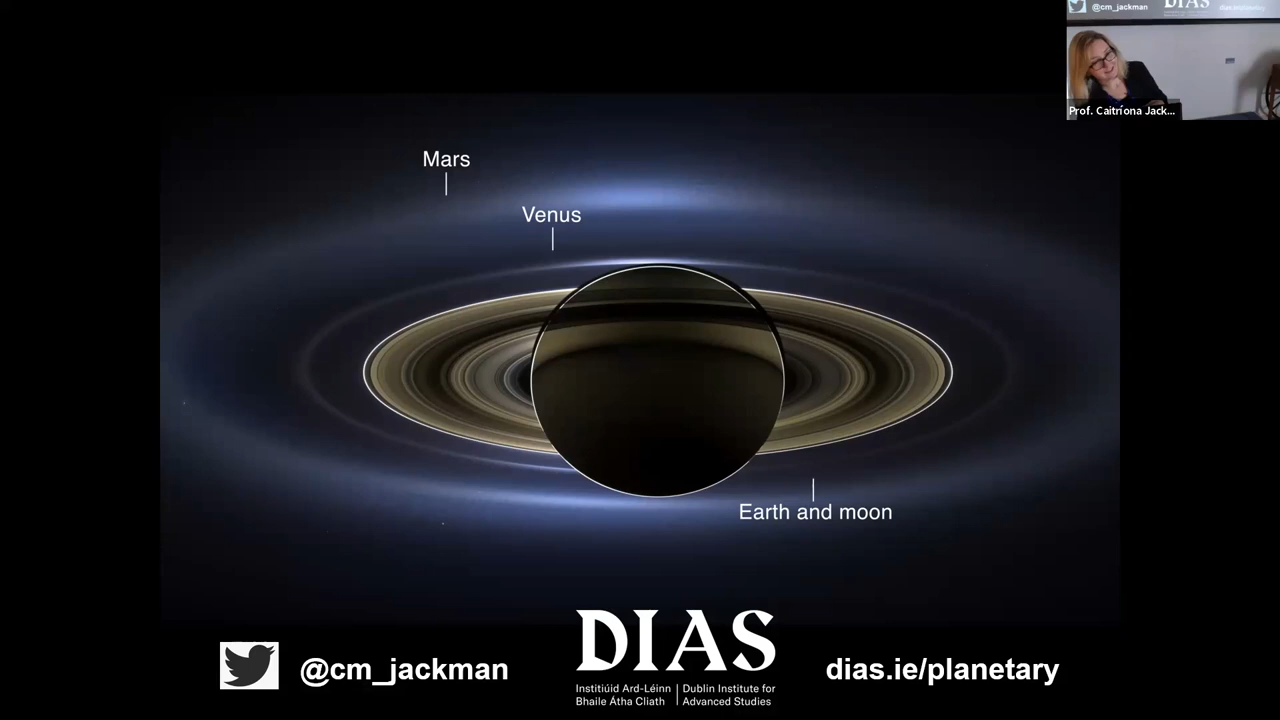 @cm_jackman
DIAS
Prof. Caitríona Jack...
Mars
Venus
Earth and moon
@cm_jackman
DIAS
Institiúid Ard-Léinn
Bhaile Átha Cliath
Dublin Institute for
Advanced Studies
dias.ie/planetary